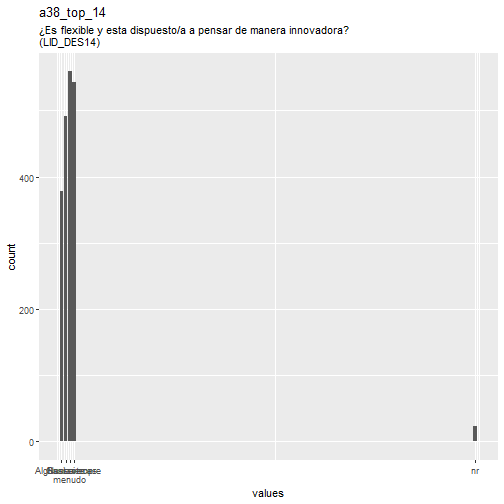 a38_top_14
¿Es flexible y esta dispuesto/a a pensar de manera innovadora?
(LID_DES14)
count
400
200
0
menudo
nr
values